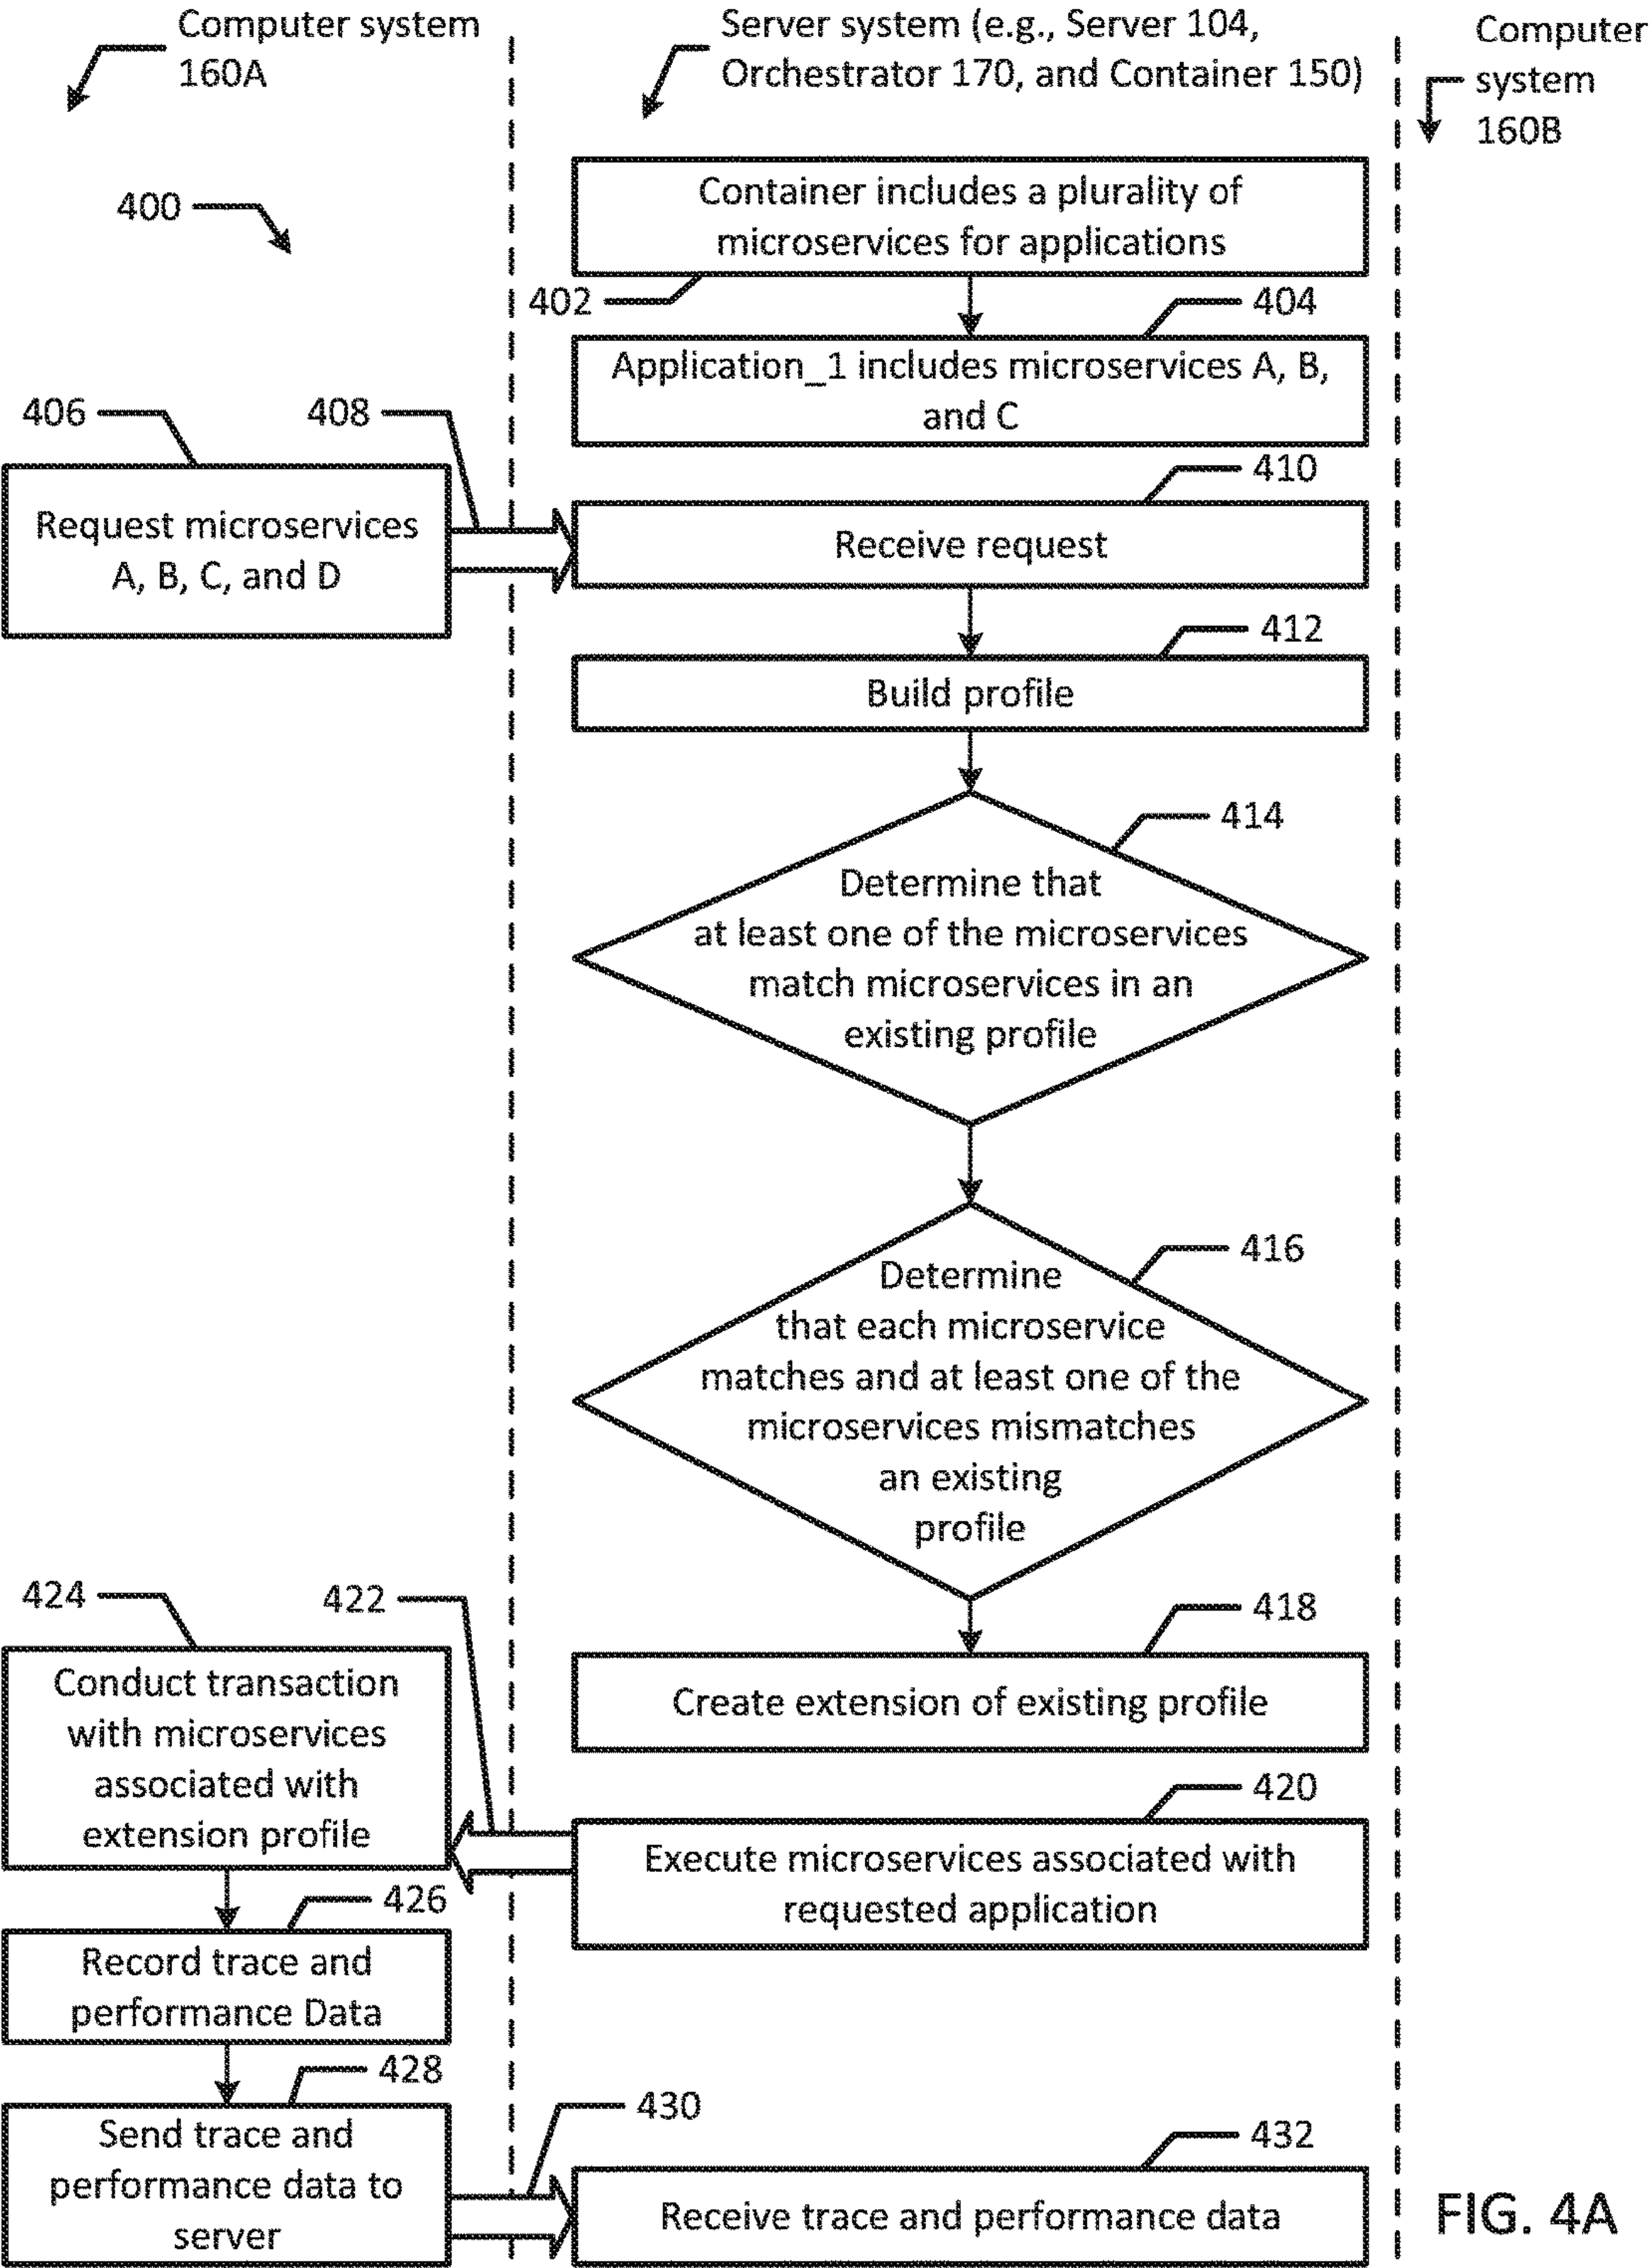 Computer system
160A
Server system (e.g., Server 104,
Orchestrator 170, and Container 150)
Computer
system
160B
400
Container includes a plurality of
microservices for applications
402
404
Application_1 includes microservices A, B,
and C
406
408
410
Request microservices
A, B, C, and D
Receive request
412
Build profile
414
Determine that
at least one of the microservices
match microservices in an
existing profile
416
Determine
that each microservice
matches and at least one of the
microservices mismatches
an existing
profile
424
422
418
Conduct transaction
with microservices
associated with
extension profile
Create extension of existing profile
420
Execute microservices associated with
requested application
426
Record trace and
performance Data
428
430
432
Send trace and
performance data to
server
Receive trace and performance data
FIG. 4A